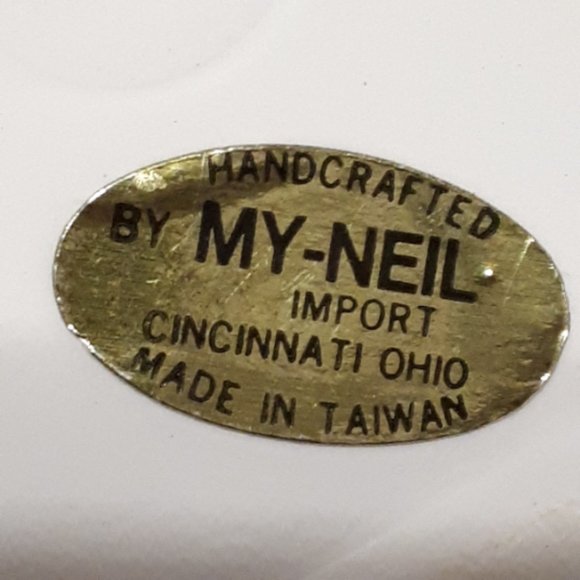 HANDCRAFTED
BY MY-NEIL
IMPORT
CINCINNATI OHIO
MADE IN TAIWAN